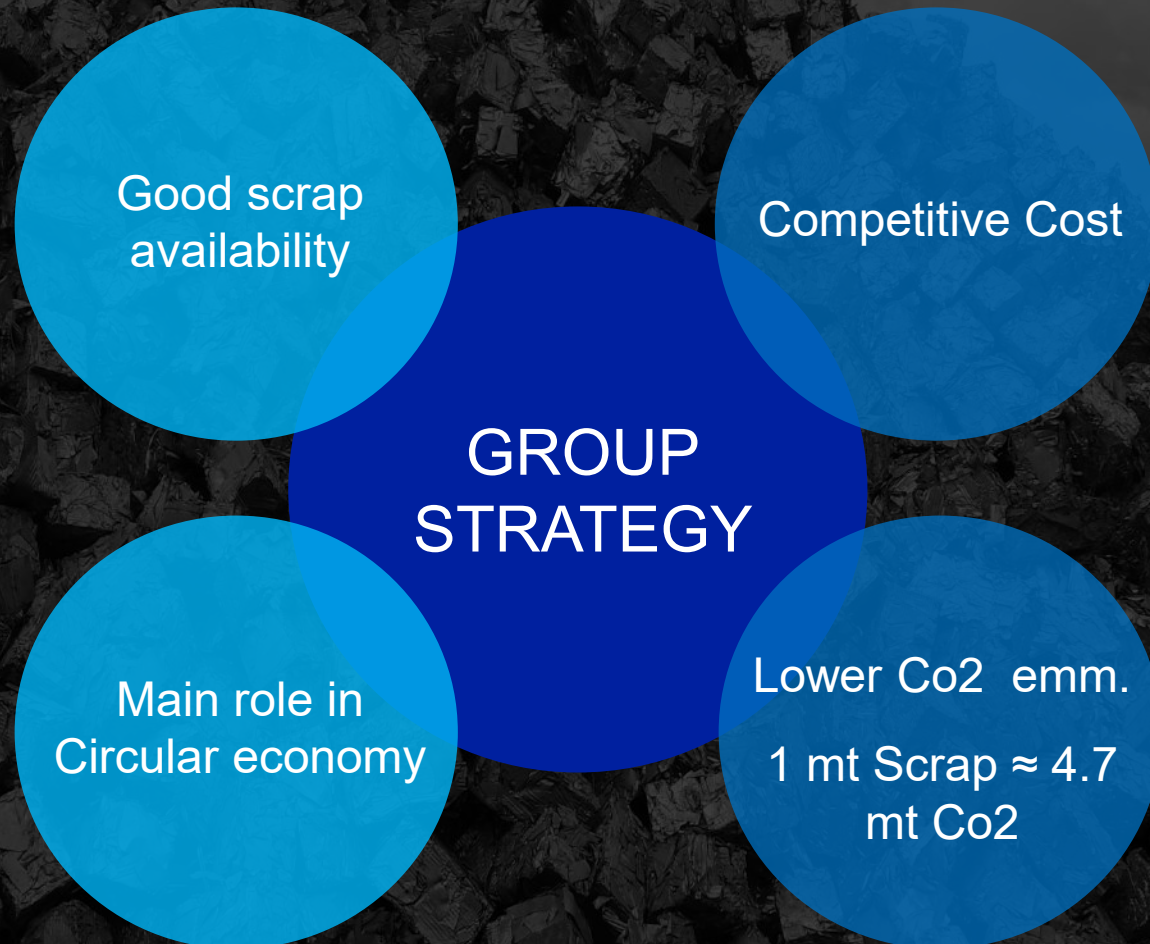 Good scrap
availability
Competitive Cost
GROUP
STRATEGY
Main role in
Circular economy
Lower Co2  emm.
1 mt Scrap ≈ 4.7
mt Co2